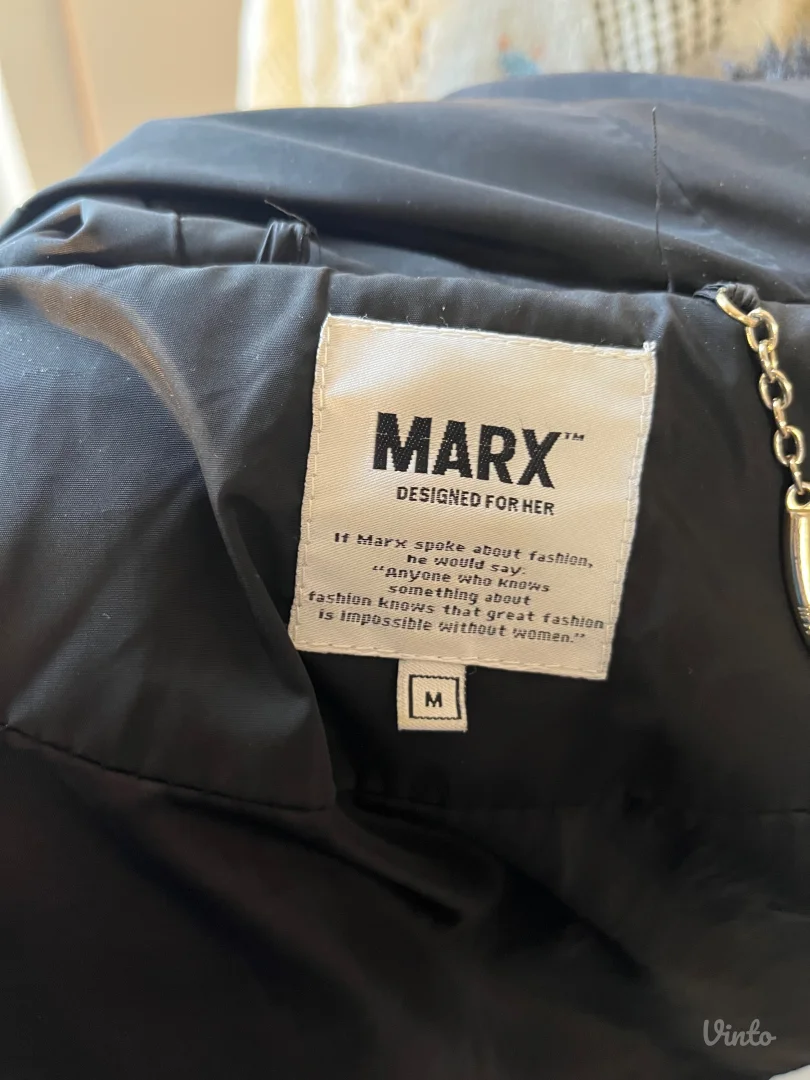 MARX™
DESIGNED FOR HER
If Marx spoke about fashion,
he would say:
“Anyone who knows
something about
fashion knows that great fashion
is impossible without women.”
M
Vinto